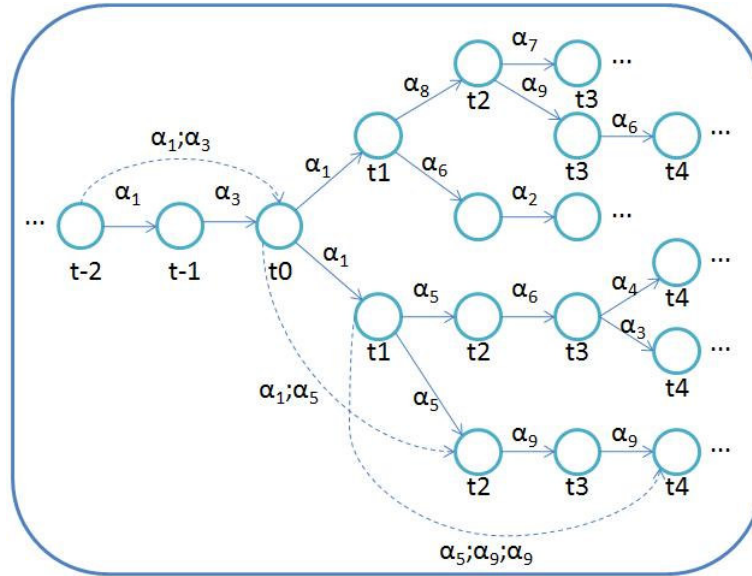 α₇
...
α₈
t2
α₉
t3
α₆
...
α₁;α₃
α₁
t1
α₆
t3
t4
α₂
...
...
α₁
α₃
t-2
t-1
t0
α₁
...
α₅
α₆
α₄
t4
t1
t2
t3
α₃
...
α₁;α₅
α₅
t4
α₉
α₉
...
t2
t3
t4
α₅;α₉;α₉